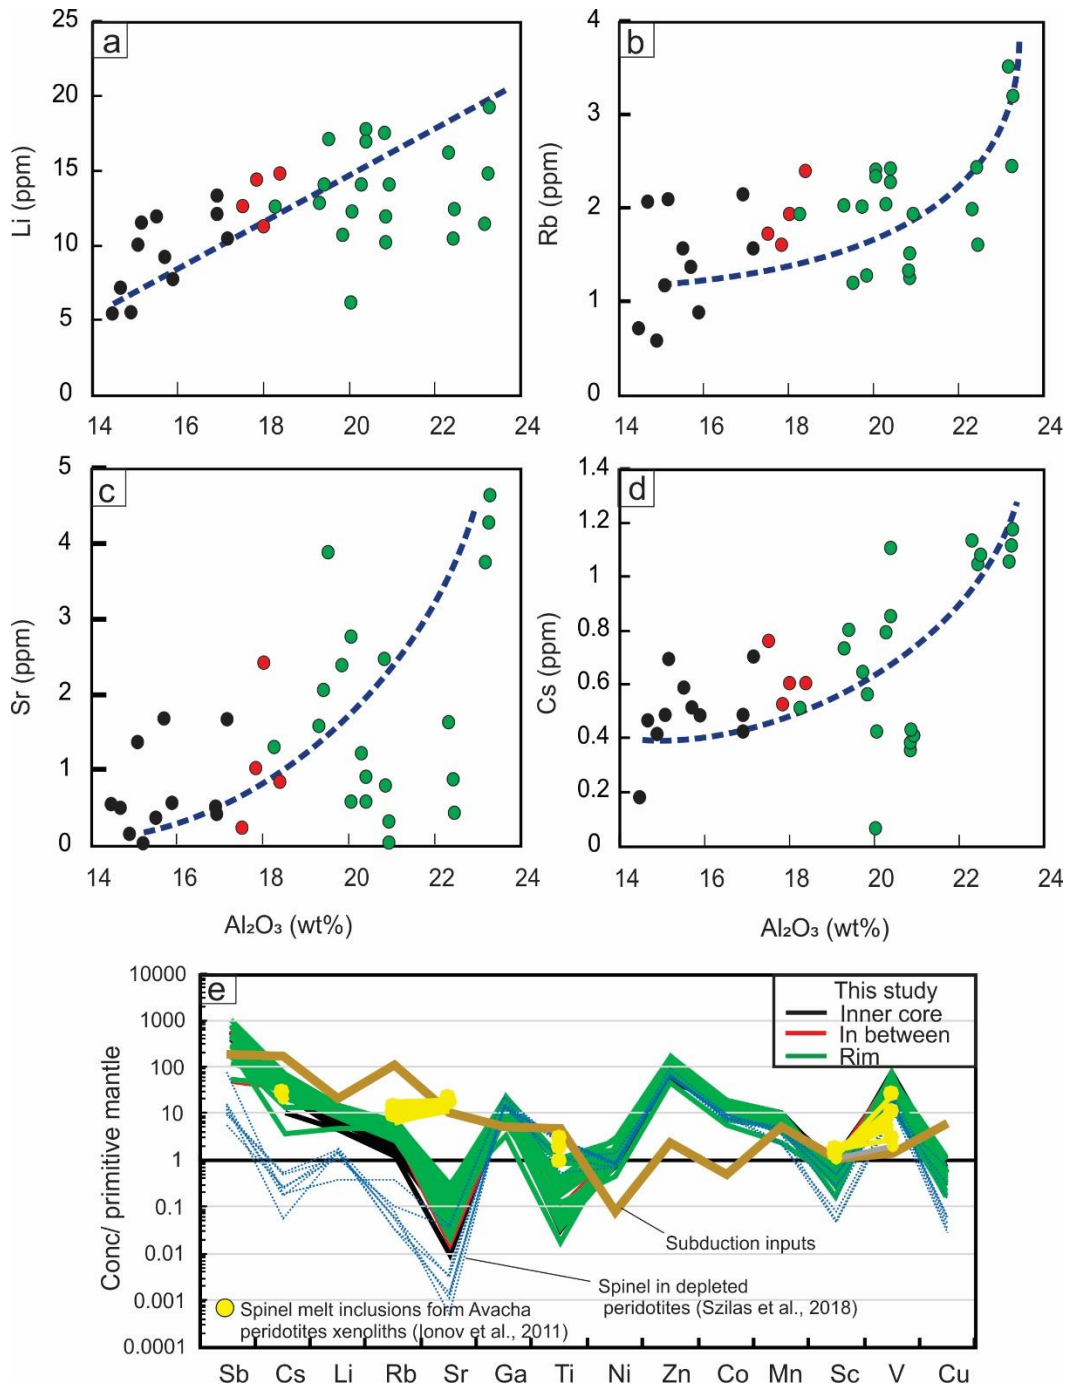 a
25
20
15
10
5
0
Li (ppm)
14 16 18 20 22 24
b
4
3
2
1
0
Rb (ppm)
14 16 18 20 22 24
c
5
4
3
2
1
0
Sr (ppm)
14 16 18 20 22 24
Al₂O₃ (wt%)
d
1.4
1.2
1
0.8
0.6
0.4
0.2
0
Cs (ppm)
14 16 18 20 22 24
Al₂O₃ (wt%)
e
10000
1000
100
10
1
0.1
0.01
0.001
0.0001
Conc/ primitive mantle
This study
Inner core
In between
Rim
Subduction inputs
Spinel in depleted
peridotites (Szilas et al., 2018)
Spinel melt inclusions form Avacha
peridotites xenoliths (Ionov et al., 2011)
Sb Cs Li Rb Sr Ga Ti Ni Zn Co Mn Sc V Cu